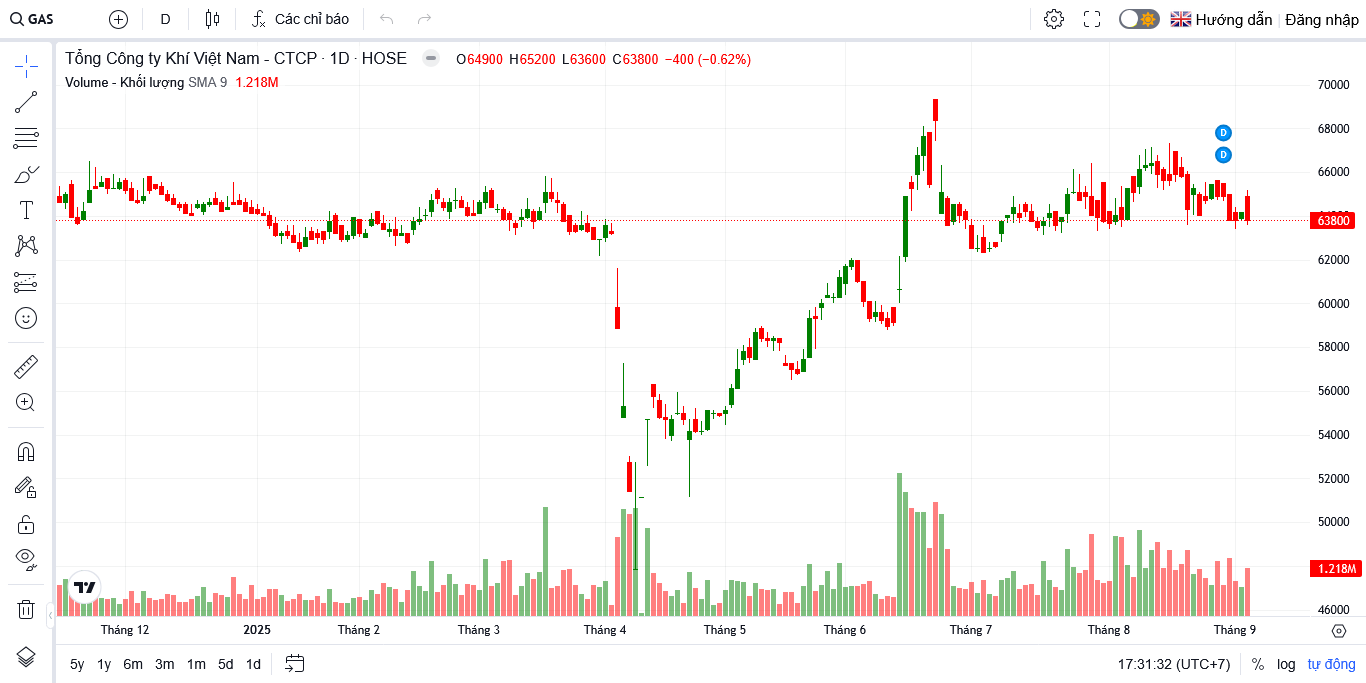 GAS D Các chỉ báo Hướng dẫn Đăng nhập
Tổng Công ty Khí Việt Nam - CTCP · 1D · HOSE O64900 H65200 L63600 C63800 −400 (−0.62%)
Volume - Khối lượng SMA 9 1.218M
70000
68000
D
D
66000
63800
62000
60000
58000
56000
54000
52000
50000
1.218M
46000
Tháng 12 2025 Tháng 2 Tháng 3 Tháng 4 Tháng 5 Tháng 6 Tháng 7 Tháng 8 Tháng 9
5y 1y 6m 3m 1m 5d 1d 17:31:32 (UTC+7) % log tự động